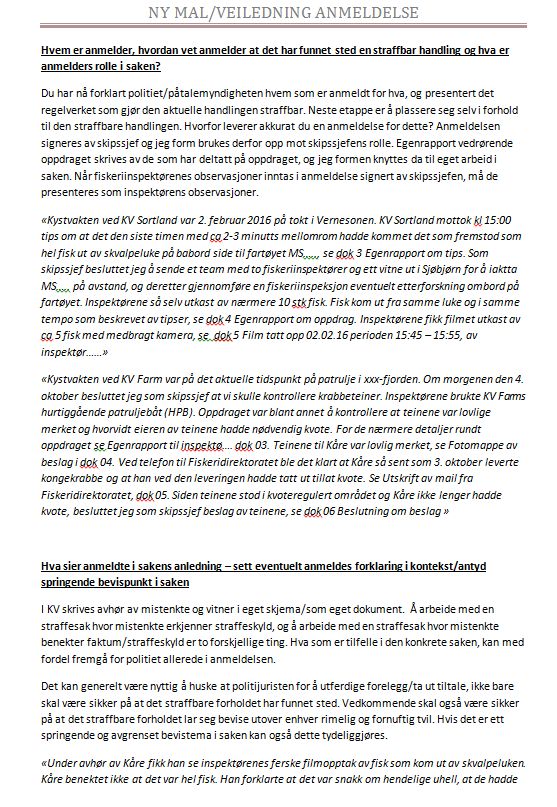 NY MAL/VEILEDNING ANMELDELSE
Hvem er anmelder, hvordan vet anmelder at det har funnet sted en straffbar handling og hva er
anmelders rolle i saken?
Du har nå forklart politiet/påtalemyndigheten hvem som er anmeldt for hva, og presentert det
regelverket som gjør den aktuelle handlingen straffbar. Neste etappe er å plassere seg selv i forhold
til den straffbare handlingen. Hvorfor leverer akkurat du en anmeldelse for dette? Anmeldelsen
signeres av skipssjef og jeg form brukes derfor opp mot skipssjefens rolle. Egenrapport vedrørende
oppdraget skrives av de som har deltatt på oppdraget, og jeg formen knyttes da til eget arbeid i
saken. Når fiskeriinspektørenes observasjoner inntas i anmeldelse signert av skipssjefen, må de
presenteres som inspektørens observasjoner.
«Kystvakten ved KV Sortland var 2. februar 2016 på tokt i Vernesonen. KV Sortland mottok kl 15:00
tips om at det den siste timen med ca 2-3 minutts mellomrom hadde kommet det som fremstod som
hel fisk ut av skvalpeluke på babord side til fartøyet MS,,,,,, se dok 3 Egenrapport om tips. Som
skipssjef besluttet jeg å sende et team med to fiskeriinspektører og ett vitne ut i Sjøbjørn for å iaktta
MS,,,,, på avstand, og deretter gjennomføre en fiskeriinspeksjon eventuelt etterforskning ombord på
fartøyet. Inspektørene så selv utkast av nærmere 10 stk fisk. Fisk kom ut fra samme luke og i samme
tempo som beskrevet av tipser, se dok 4 Egenrapport om oppdrag. Inspektørene fikk filmet utkast av
ca 5 fisk med medbragt kamera, se, dok 5 Film tatt opp 02.02.16 perioden 15:45 – 15:55, av
inspektør……»
«Kystvakten ved KV Farm var på det aktuelle tidspunkt på patrulje i xxx-fjorden. Om morgenen den 4.
oktober besluttet jeg som skipssjef at vi skulle kontrollere krabbeteiner. Inspektørene brukte KV Farms
hurtiggående patruljebåt (HPB). Oppdraget var blant annet å kontrollere at teinene var lovlige
merket og hvorvidt eieren av teinene hadde nødvendig kvote. For de nærmere detaljer rundt
oppdraget se Egenrapport til inspektø…. dok 03. Teinene til Kåre var lovlig merket, se Fotomappe av
beslag i dok 04. Ved telefon til Fiskeridirektoratet ble det klart at Kåre så sent som 3. oktober leverte
kongekrabbe og at han ved den leveringen hadde tatt ut tillat kvote. Se Utskrift av mail fra
Fiskeridirektoratet, dok 05. Siden teinene stod i kvoteregulert området og Kåre ikke lenger hadde
kvote, besluttet jeg som skipssjef beslag av teinene, se dok 06 Beslutning om beslag »
Hva sier anmeldte i sakens anledning – sett eventuelt anmeldes forklaring i kontekst/antyd
springende bevispunkt i saken
I KV skrives avhør av mistenkte og vitner i eget skjema/som eget dokument.  Å arbeide med en
straffesak hvor mistenkte erkjenner straffeskyld, og å arbeide med en straffesak hvor mistenkte
benekter faktum/straffeskyld er to forskjellige ting. Hva som er tilfelle i den konkrete saken, kan med
fordel fremgå for politiet allerede i anmeldelsen.
Det kan generelt være nyttig å huske at politijuristen for å utferdige forelegg/ta ut tiltale, ikke bare
skal være sikker på at det straffbare forholdet har funnet sted. Vedkommende skal også være sikker
på at det straffbare forholdet lar seg bevise utover enhver rimelig og fornuftig tvil. Hvis det er ett
springende og avgrenset bevistema i saken kan også dette tydeliggjøres.
«Under avhør av Kåre fikk han se inspektørenes ferske filmopptak av fisk som kom ut av skvalpeluken.
Kåre benektet ikke at det var hel fisk. Han forklarte at det var snakk om hendelige uhell, at de hadde